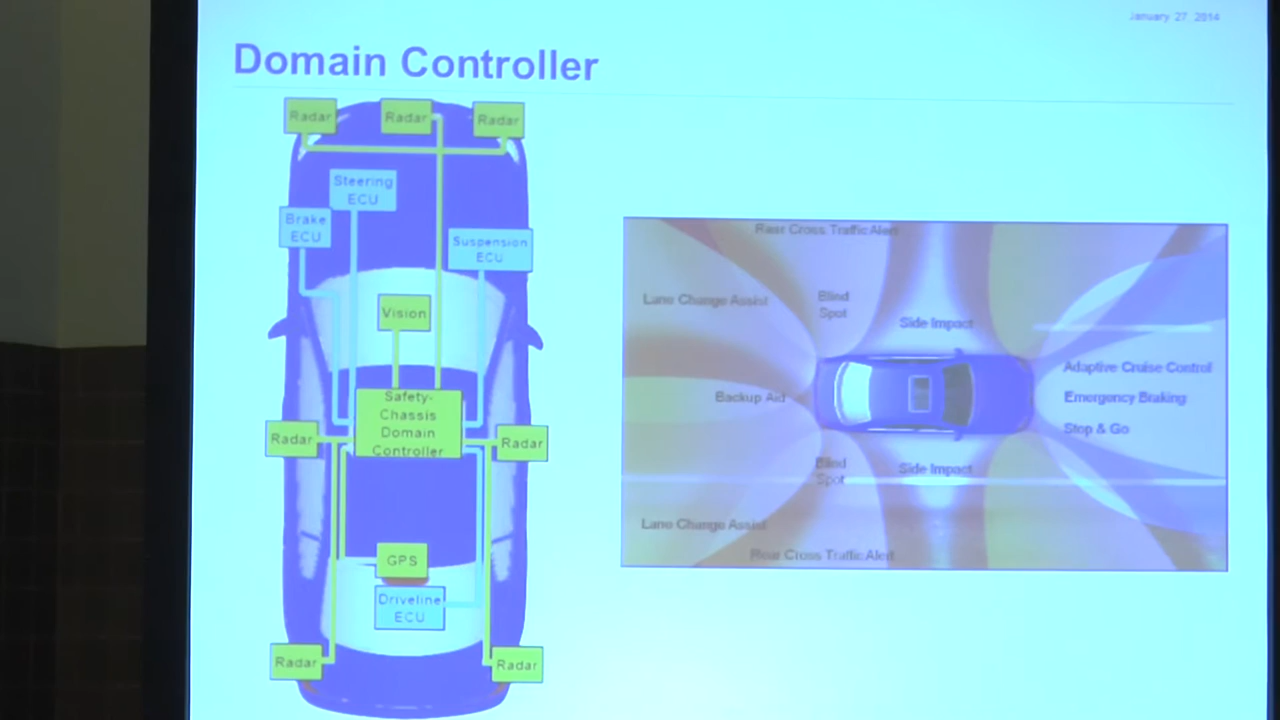 January 27 2014
Domain Controller
Radar
Radar
Radar
Steering
ECU
Brake
ECU
Suspension
ECU
Vision
Safety-
Chassis
Domain
Controller
Radar
Radar
GPS
Driveline
ECU
Radar
Radar
Rear Cross Traffic Alert
Lane Change Assist
Blind
Spot
Side Impact
Adaptive Cruise Control
Backup Aid
Emergency Braking
Stop & Go
Blind
Spot
Side Impact
Lane Change Assist
Rear Cross Traffic Alert